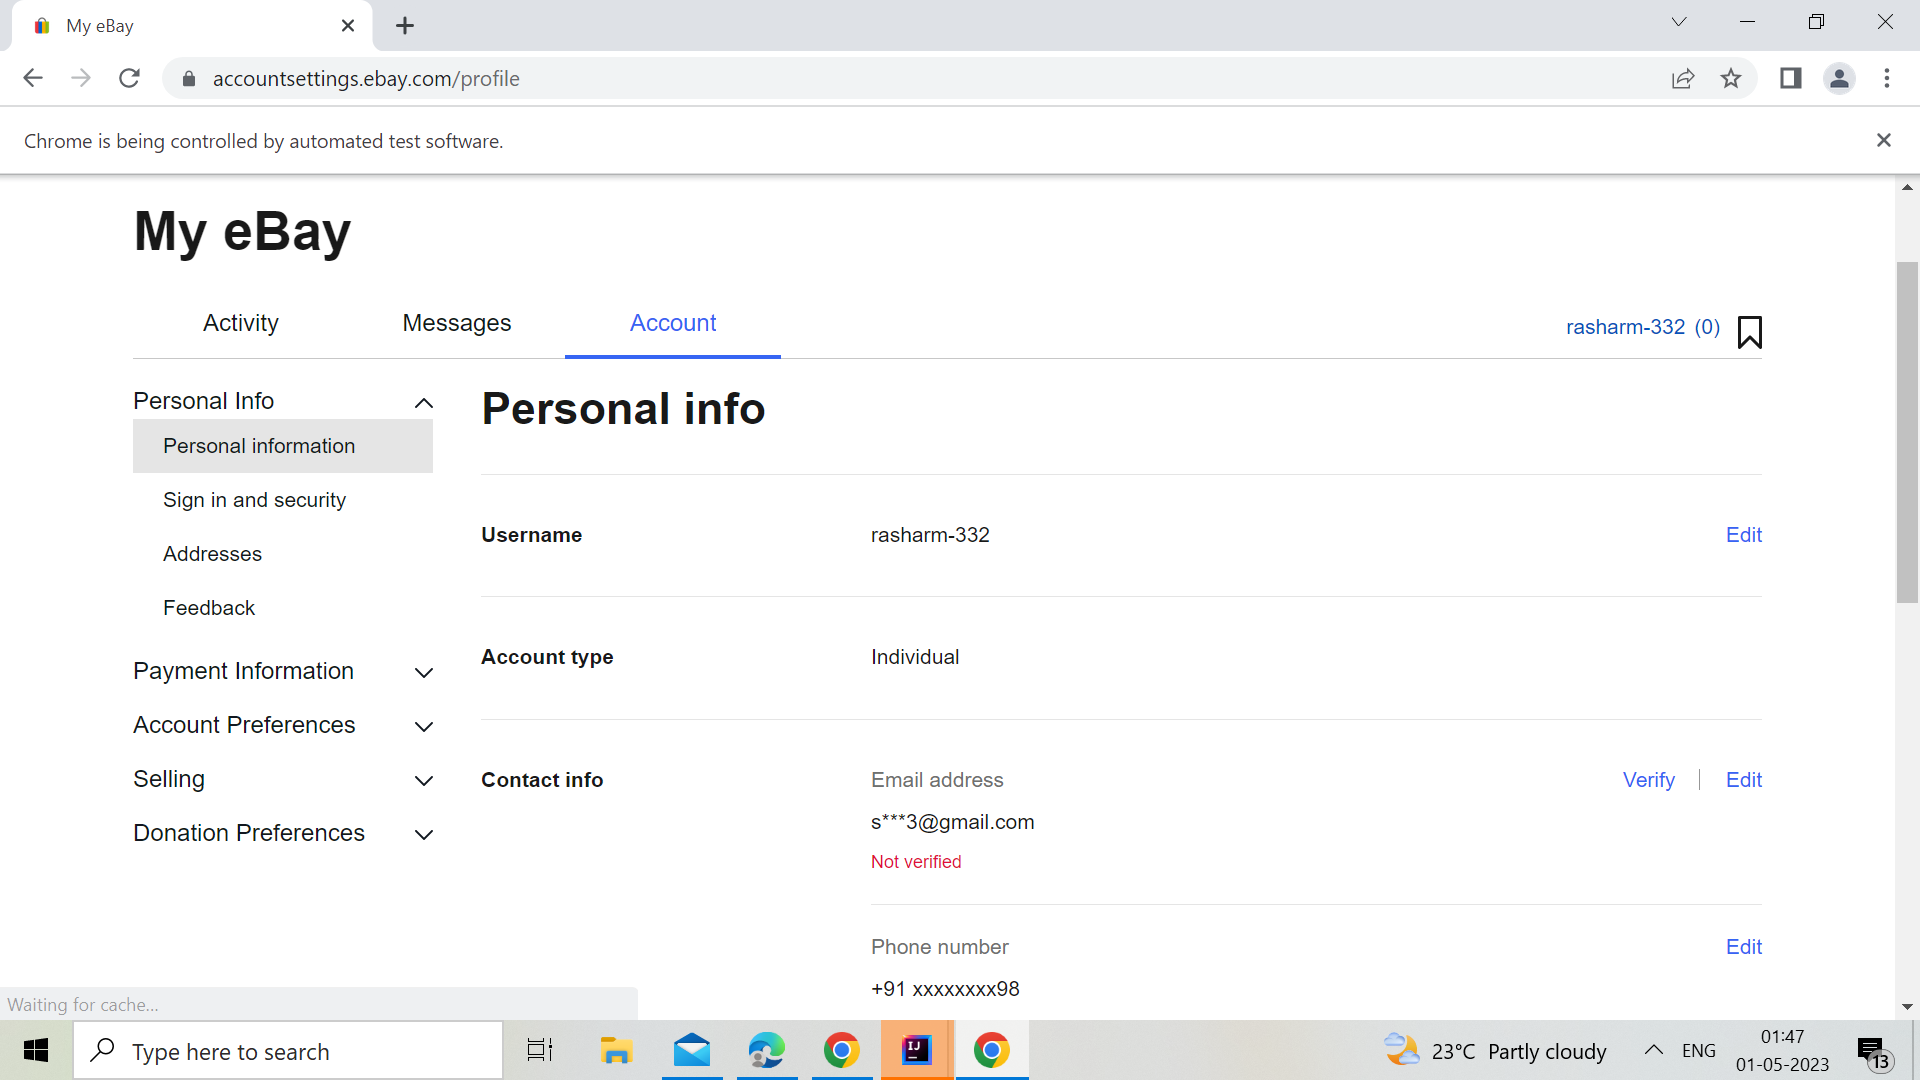 My eBay
accountsettings.ebay.com/profile
Chrome is being controlled by automated test software.
My eBay
Activity
Messages
Account
rasharm-332 (0)
Personal Info
Personal information
Sign in and security
Addresses
Feedback
Payment Information
Account Preferences
Selling
Donation Preferences
Personal info
Username
rasharm-332
Edit
Account type
Individual
Contact info
Email address
Verify
Edit
s***3@gmail.com
Not verified
Phone number
Edit
+91 xxxxxxxx98
Waiting for cache...
Type here to search
IJ
23°C Partly cloudy
ENG
01:47
01-05-2023
13